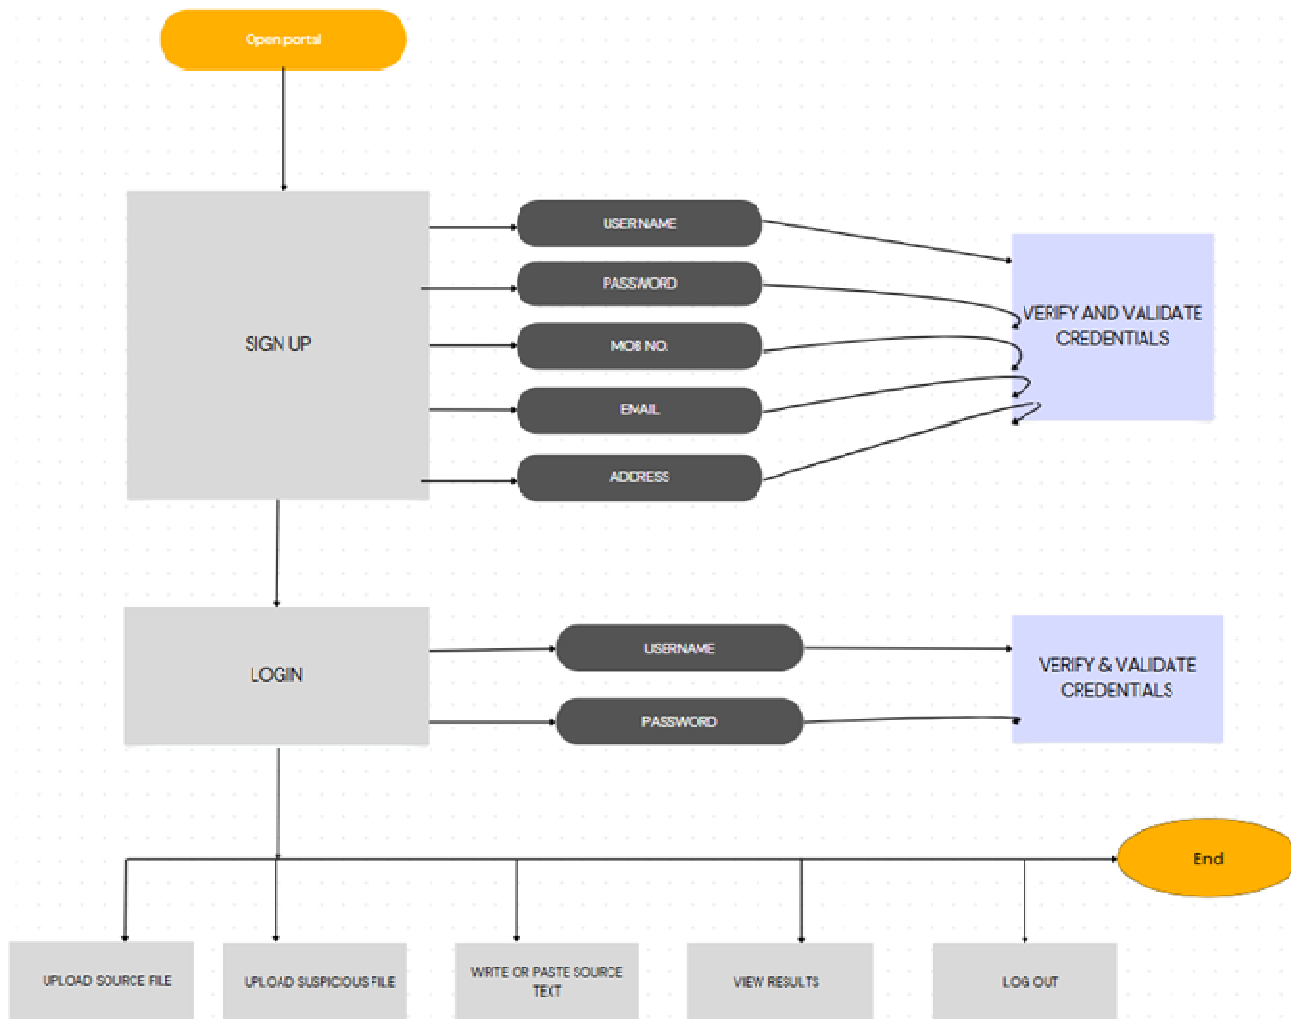 Open portal
SIGN UP
USERNAME
PASSWORD
MOB NO.
EMAIL
ADDRESS
VERIFY AND VALIDATE
CREDENTIALS
LOGIN
USERNAME
PASSWORD
VERIFY & VALIDATE
CREDENTIALS
End
UPLOAD SOURCE FILE
UPLOAD SUSPICIOUS FILE
WRITE OR PASTE SOURCE
TEXT
VIEW RESULTS
LOG OUT